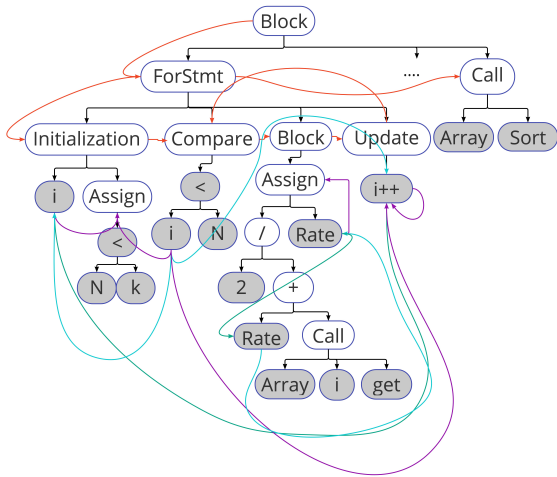 Block
ForStmt
....
Call
Initialization
Compare
Block
Update
Array
Sort
i
Assign
<
Assign
i++
<
i
N
/
Rate
N
k
2
+
Rate
Call
Array
i
get